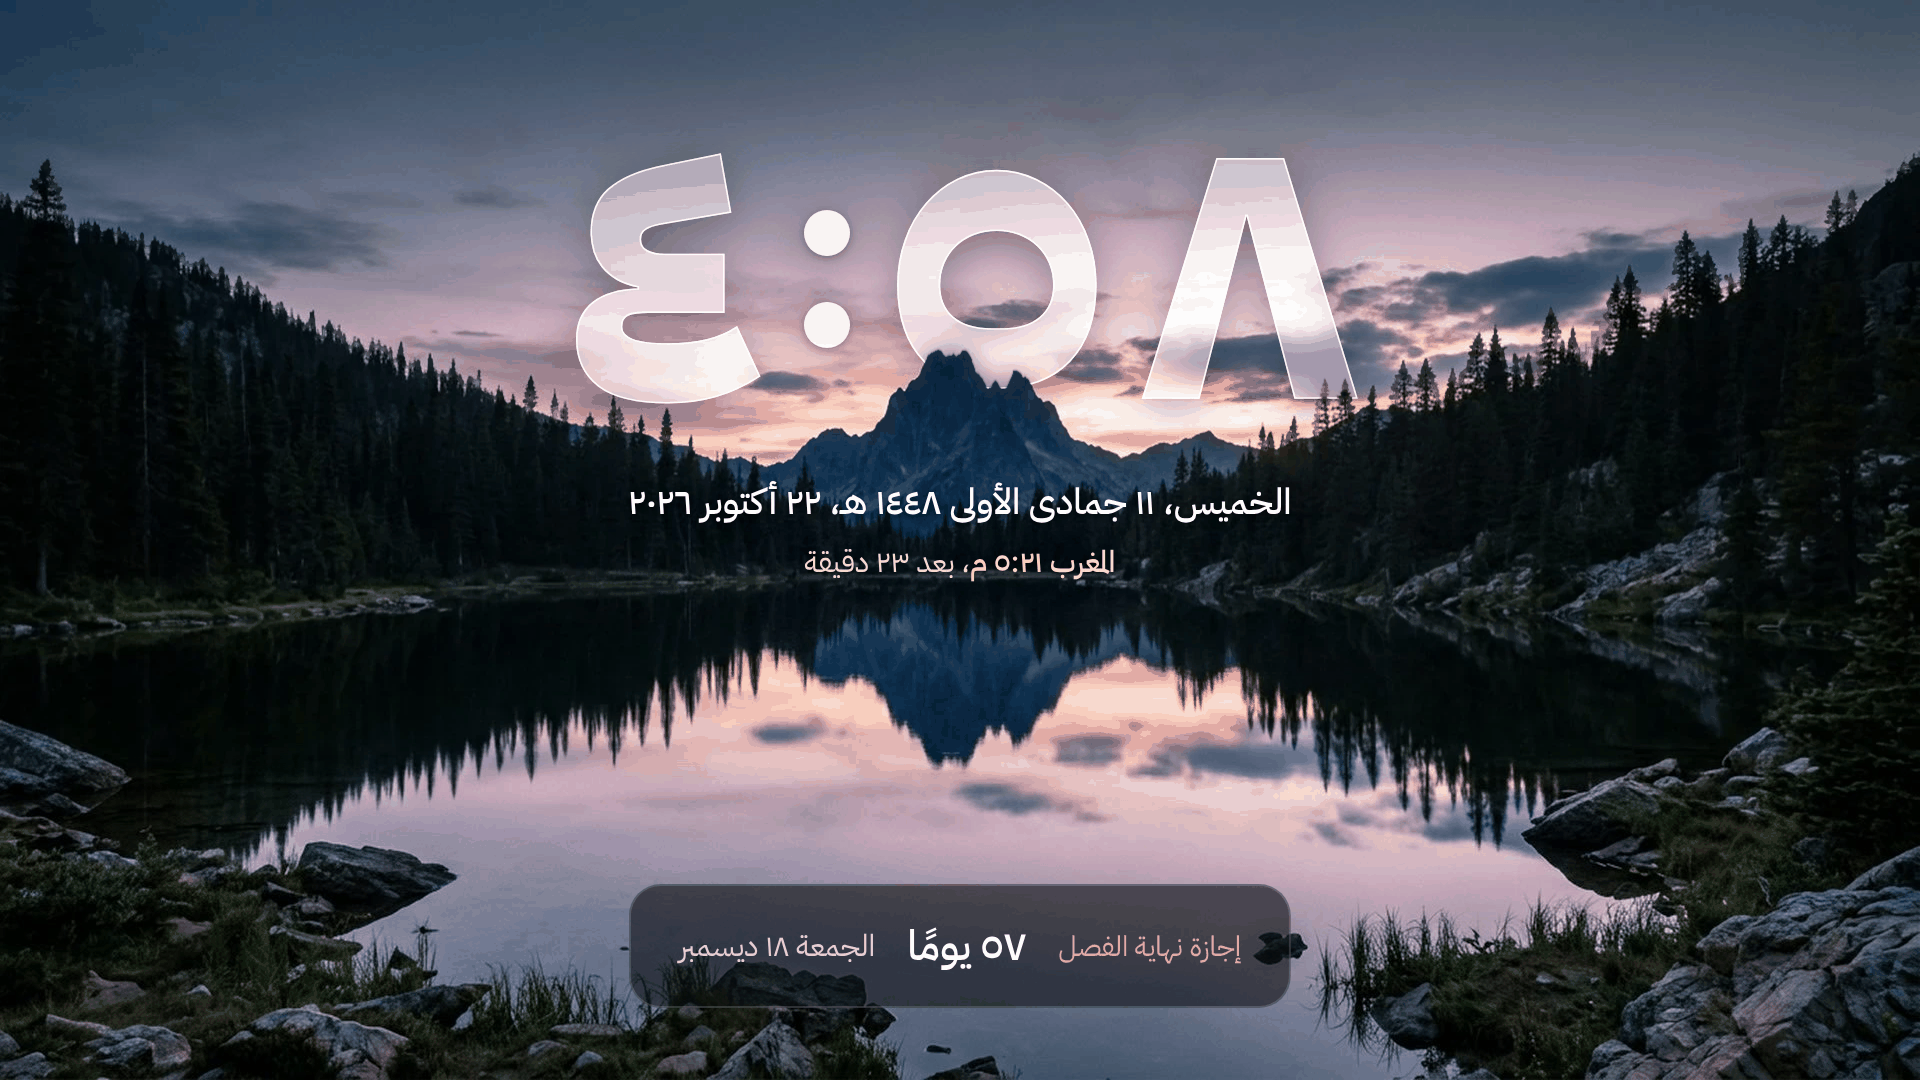 ٤:٥٨
الخميس، ١١ جمادى الأولى ١٤٤٨ هـ، ٢٢ أكتوبر ٢٠٢٦
المغرب ٥:٢١ م، بعد ٢٣ دقيقة
إجازة نهاية الفصل ٥٧ يومًا الجمعة ١٨ ديسمبر